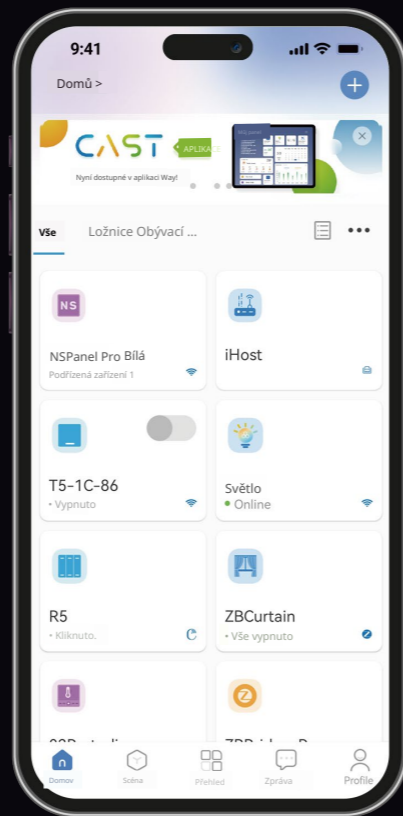 9:41
Domů >
CAST
Nyní dostupné v aplikaci Way!
Vše
Ložnice Obývací ...
NS
NSPanel Pro Bílá
Podřízená zařízení 1
iHost
T5-1C-86
• Vypnuto
Světlo
• Online
R5
• Kliknuto.
ZBCurtain
• Vše vypnuto
Domov
Scéna
Přehled
Zpráva
Profile